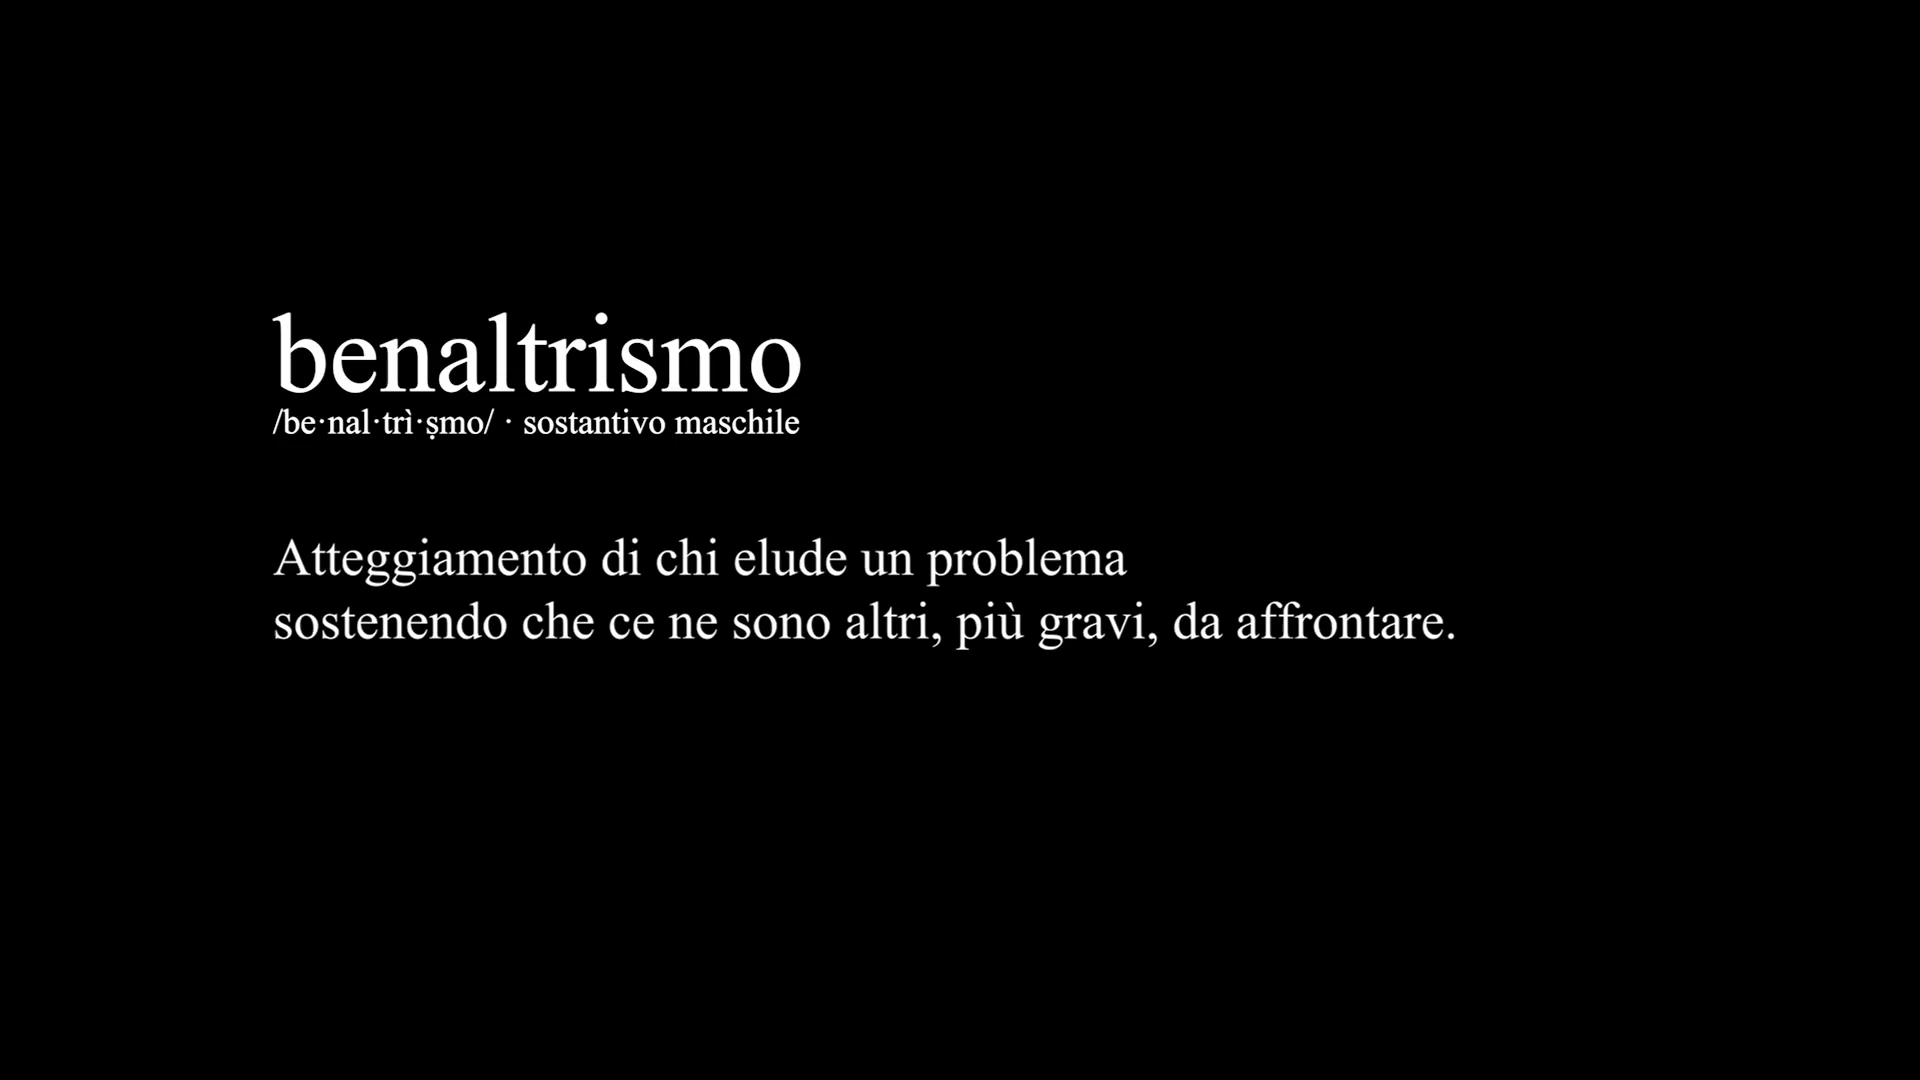 benaltrismo
/be·nal·trì·ṣmo/ · sostantivo maschile
Atteggiamento di chi elude un problema
sostenendo che ce ne sono altri, più gravi, da affrontare.